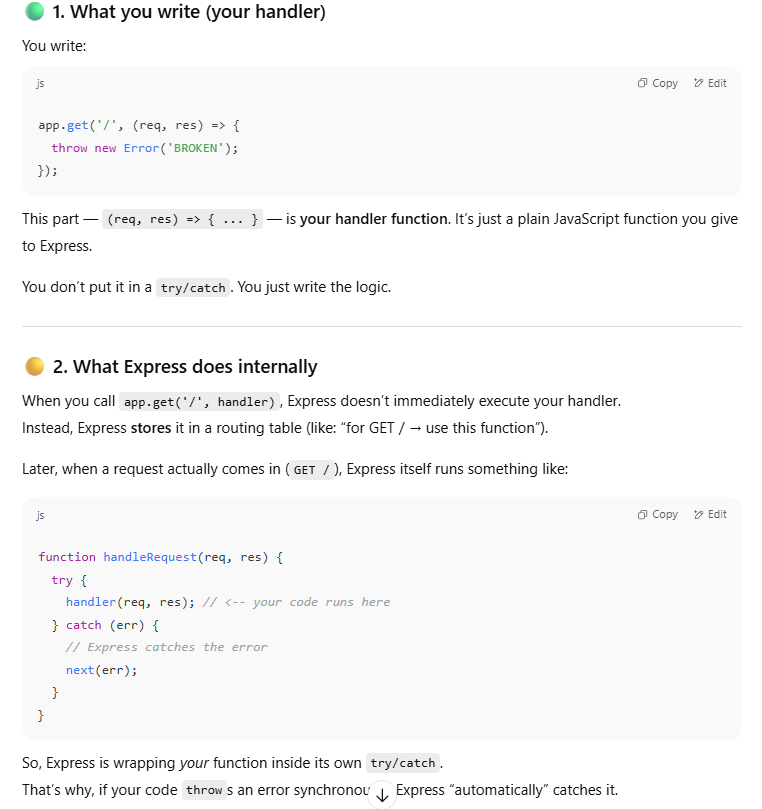 1. What you write (your handler)
You write:
js
Copy
Edit
app.get('/', (req, res) => {
throw new Error('BROKEN');
});
This part — (req, res) => { ... } — is your handler function. It’s just a plain JavaScript function you give
to Express.
You don’t put it in a try/catch. You just write the logic.
2. What Express does internally
When you call app.get('/', handler), Express doesn’t immediately execute your handler.
Instead, Express stores it in a routing table (like: “for GET / → use this function”).
Later, when a request actually comes in (GET /), Express itself runs something like:
js
Copy
Edit
function handleRequest(req, res) {
try {
handler(req, res); // <-- your code runs here
} catch (err) {
// Express catches the error
next(err);
}
}
So, Express is wrapping your function inside its own try/catch.
That’s why, if your code throws an error Express “automatically” catches it.